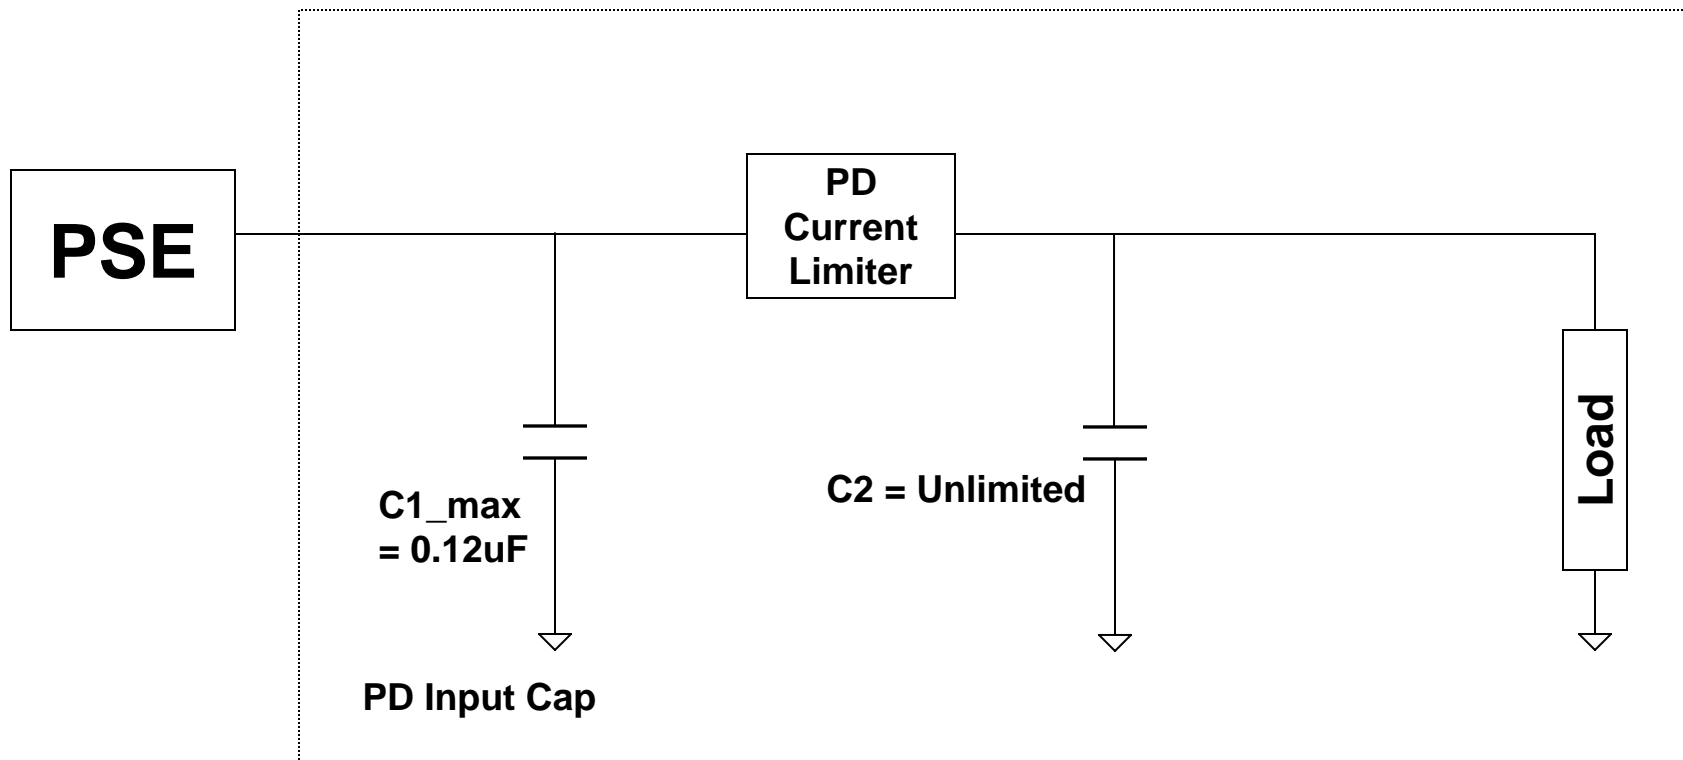 PSE
PD
Current
Limiter
C1_max
= 0.12uF
C2 = Unlimited
Load
PD Input Cap